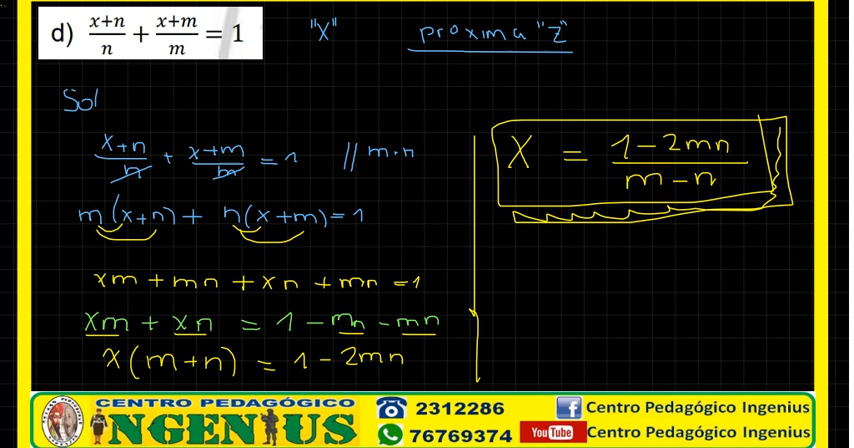 d) (x+n)/n + (x+m)/m = 1
"X"
proxima "Z"
Sol
(x+n)/n + (x+m)/m = 1 // m·n
m(x+n) + n(x+m) = 1
xm + mn + xn + mn = 1
xm + xn = 1 - mn - mn
x(m+n) = 1 - 2mn
X = (1-2mn)/(m-n)
CENTRO PEDAGÓGICO
INGENIUS
2312286
76769374
Centro Pedagógico Ingenius
YouTube Centro Pedagógico Ingenius